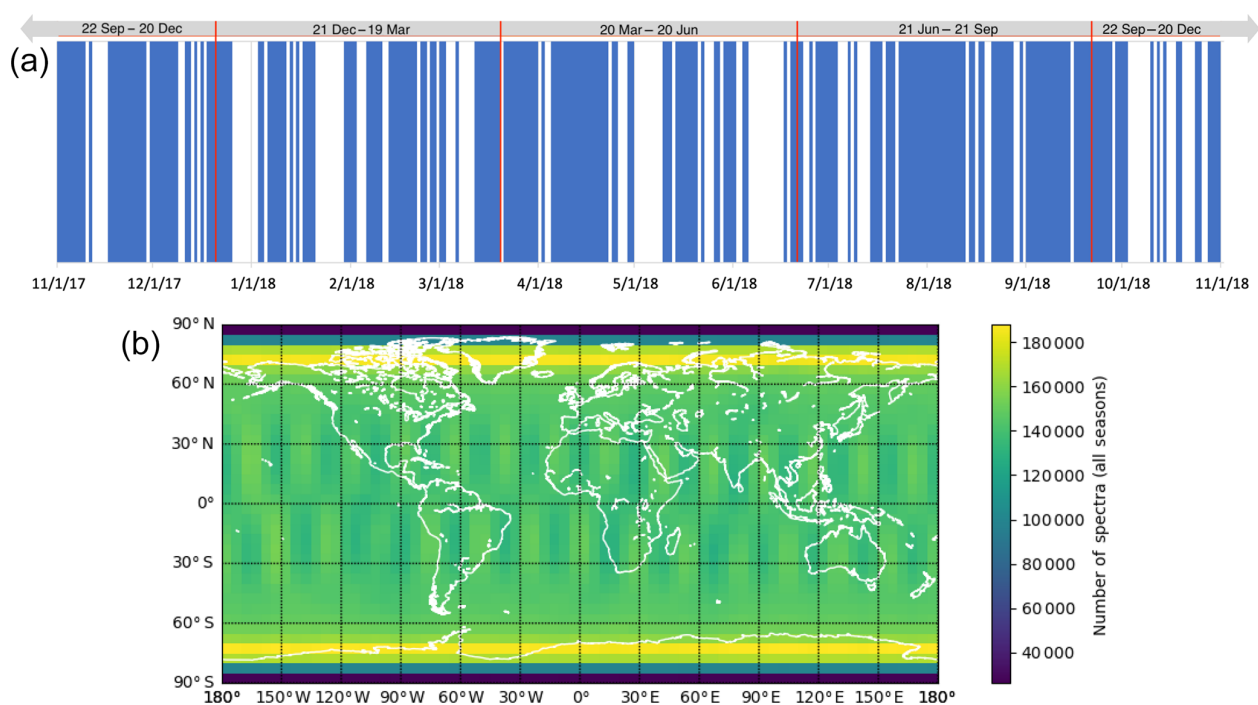 22 Sep – 20 Dec 21 Dec – 19 Mar 20 Mar – 20 Jun 21 Jun – 21 Sep 22 Sep – 20 Dec
(a)
11/1/17 12/1/17 1/1/18 2/1/18 3/1/18 4/1/18 5/1/18 6/1/18 7/1/18 8/1/18 9/1/18 10/1/18 11/1/18
(b)
90° N
60° N
30° N
0°
30° S
60° S
90° S
180° 150° W 120° W 90° W 60° W 30° W 0° 30° E 60° E 90° E 120° E 150° E 180°
180 000
160 000
140 000
120 000
100 000
80 000
60 000
40 000
Number of spectra (all seasons)